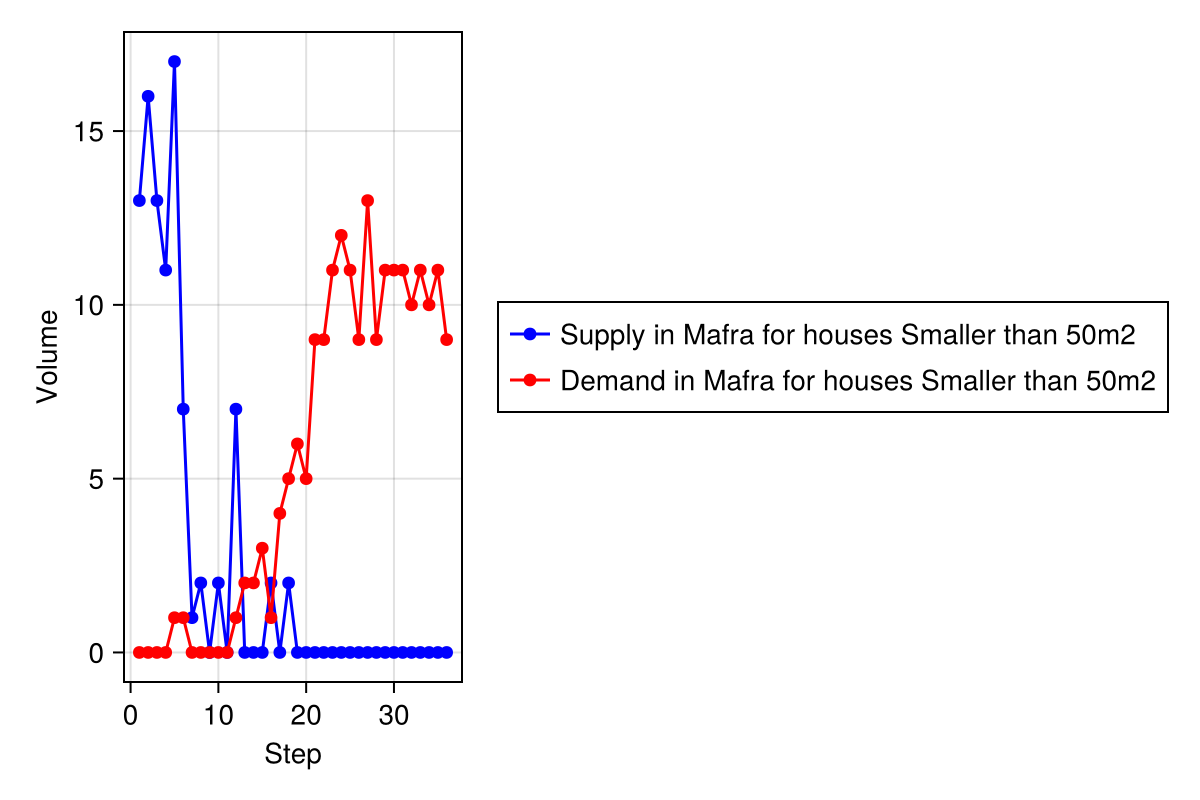 15
10
5
0
Volume
0 10 20 30
Step
Supply in Mafra for houses Smaller than 50m2
Demand in Mafra for houses Smaller than 50m2